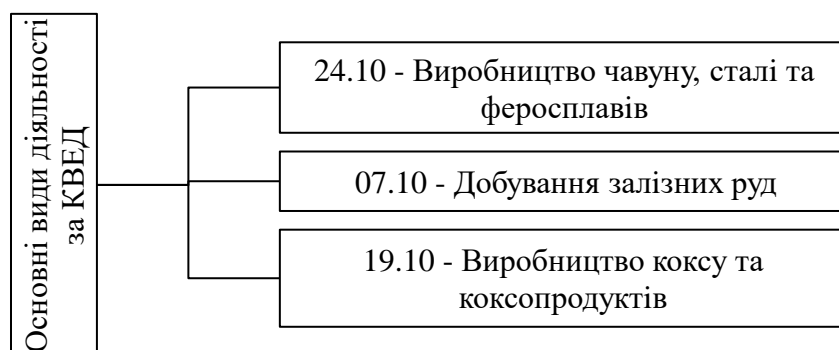 Основні види діяльності
за КВЕД
24.10 - Виробництво чавуну, сталі та
феросплавів
07.10 - Добування залізних руд
19.10 - Виробництво коксу та
коксопродуктів